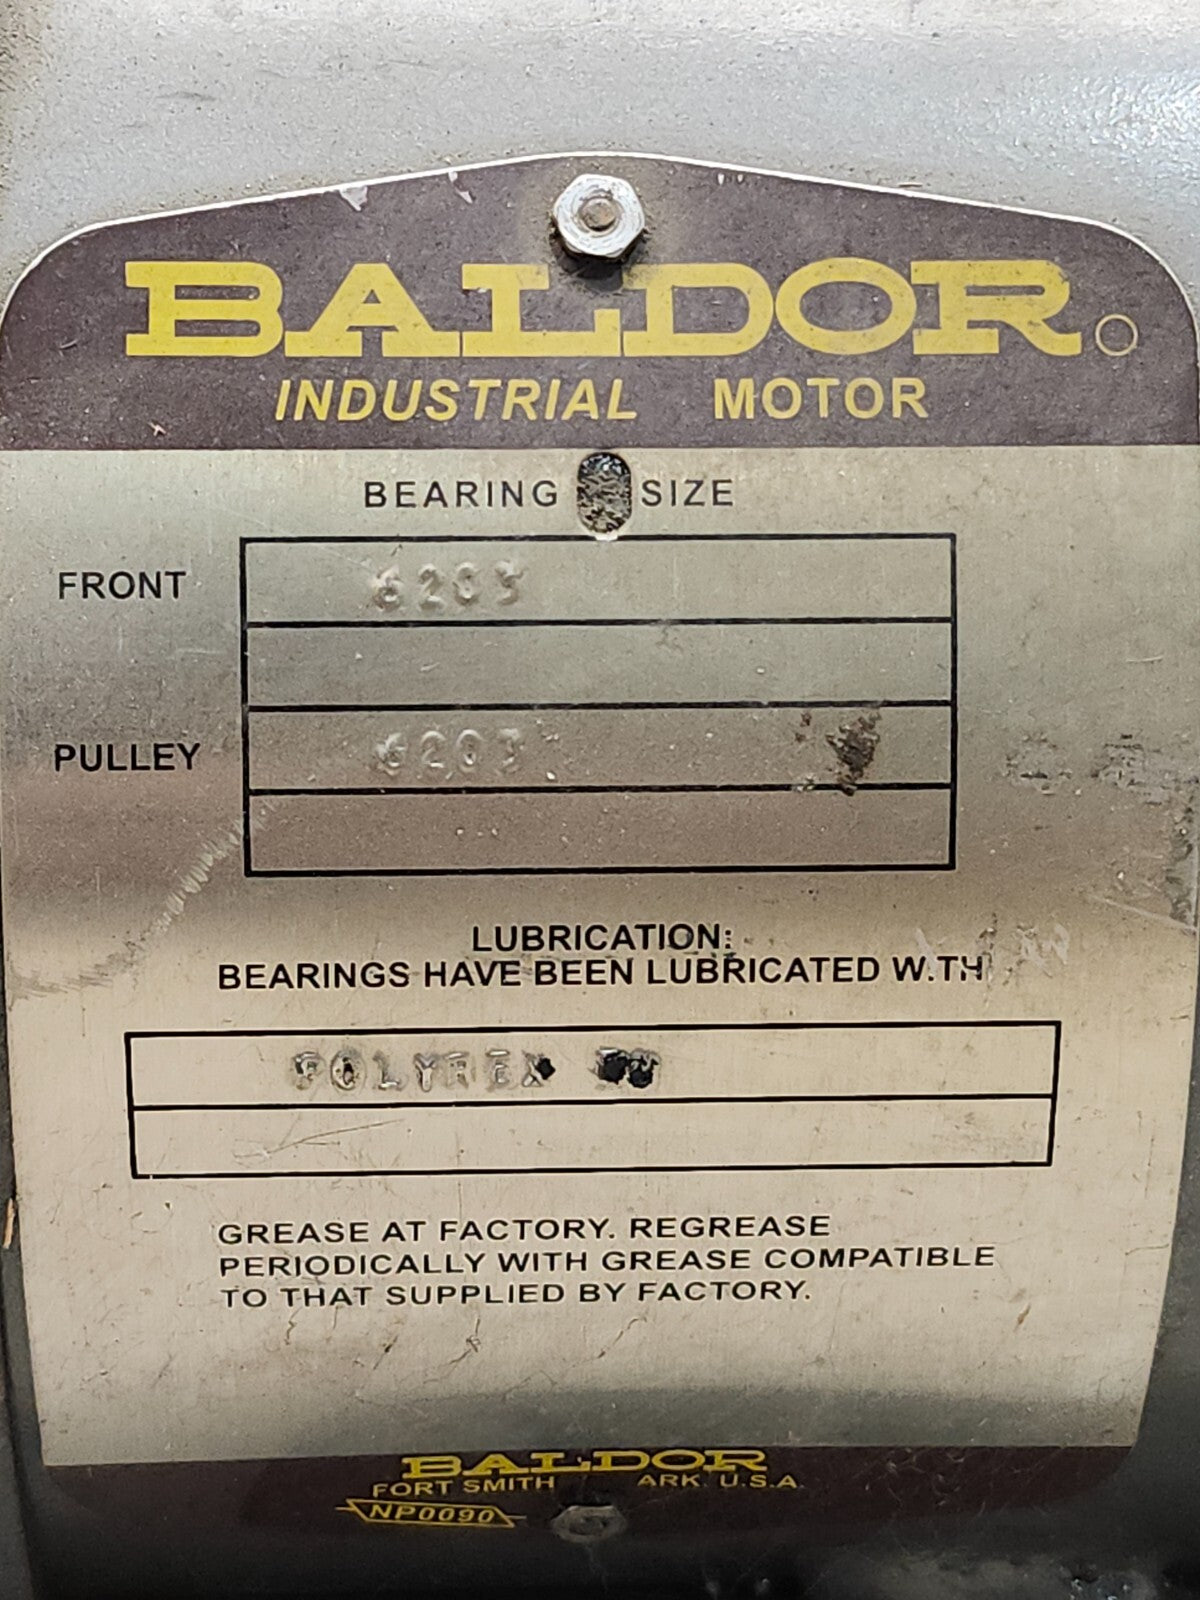 BALDOR
INDUSTRIAL MOTOR
BEARING SIZE
FRONT 6205
PULLEY 6203
LUBRICATION:
BEARINGS HAVE BEEN LUBRICATED W.TH
POLYREX
GREASE AT FACTORY. REGREASE
PERIODICALLY WITH GREASE COMPATIBLE
TO THAT SUPPLIED BY FACTORY.
BALDOR
FORT SMITH ARK. U.S.A.
NP0090